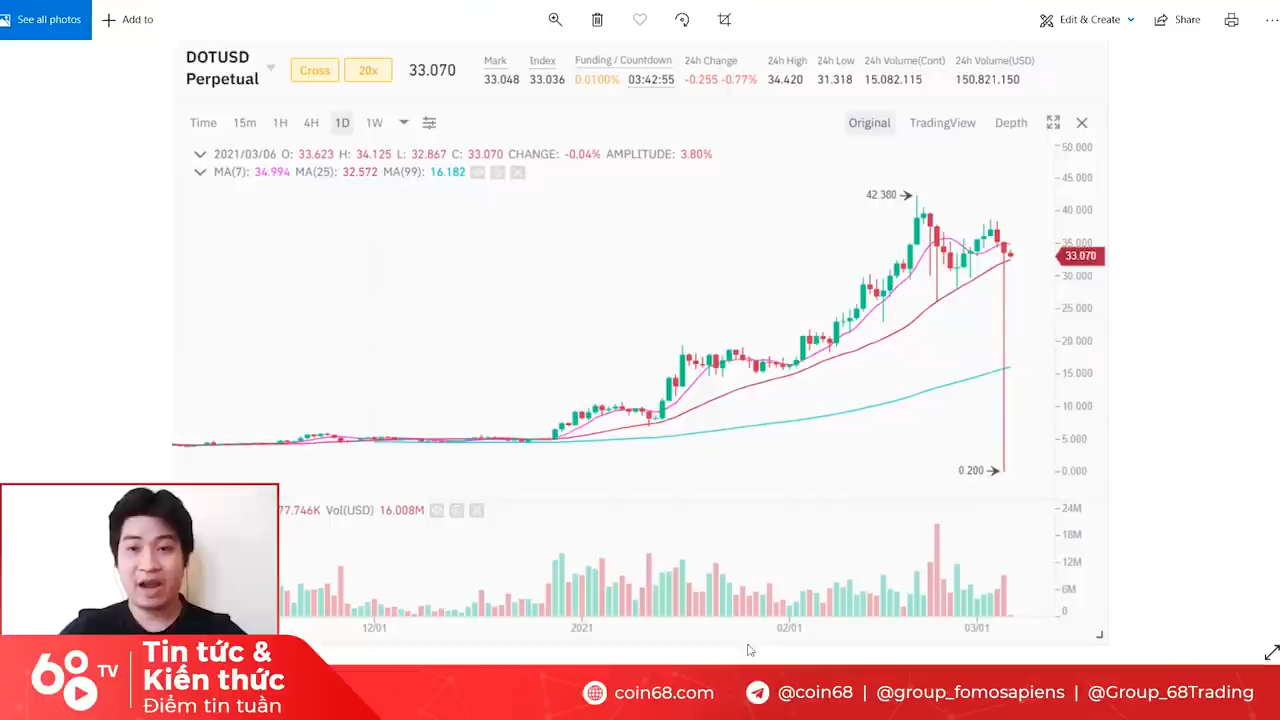 See all photos
Add to
Edit & Create
Share
DOTUSD
Perpetual
Cross
20x
33.070
Mark
33.048
Index
33.036
Funding / Countdown
0.0100% 03:42:55
24h Change
-0.255 -0.77%
24h High
34.420
24h Low
31.318
24h Volume(Cont)
15.082.115
24h Volume(USD)
150.821.150
Time 15m 1H 4H 1D 1W
Original TradingView Depth
2021/03/06 O: 33.623 H: 34.125 L: 32.867 C: 33.070 CHANGE: -0.04% AMPLITUDE: 3.80%
MA(7): 34.994 MA(25): 32.572 MA(99): 16.182
50.000
45.000
42.380
40.000
35.000
33.070
30.000
25.000
20.000
15.000
10.000
5.000
0.200
0.000
77.746K Vol(USD) 16.008M
24M
18M
12M
6M
0
12/01 2021 02/01 03/01
68 TV
Tin tức &
Kiến thức
Điểm tin tuần
coin68.com
@coin68 | @group_fomosapiens | @Group_68Trading